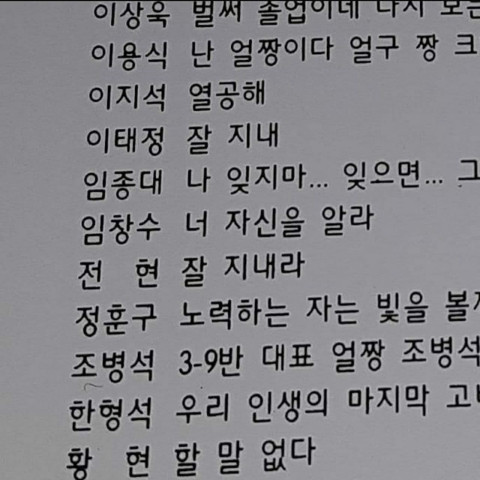 이상욱 벌써 졸업이네 다시 보는
이용식 난 얼짱이다 얼구 짱 크
이지석 열공해
이태정 잘 지내
임종대 나 잊지마... 잊으면... 그
임창수 너 자신을 알라
전 현 잘 지내라
정훈구 노력하는 자는 빛을 볼
조병석 3-9반 대표 얼짱 조병석
한형석 우리 인생의 마지막 고
황 현 할 말 없다